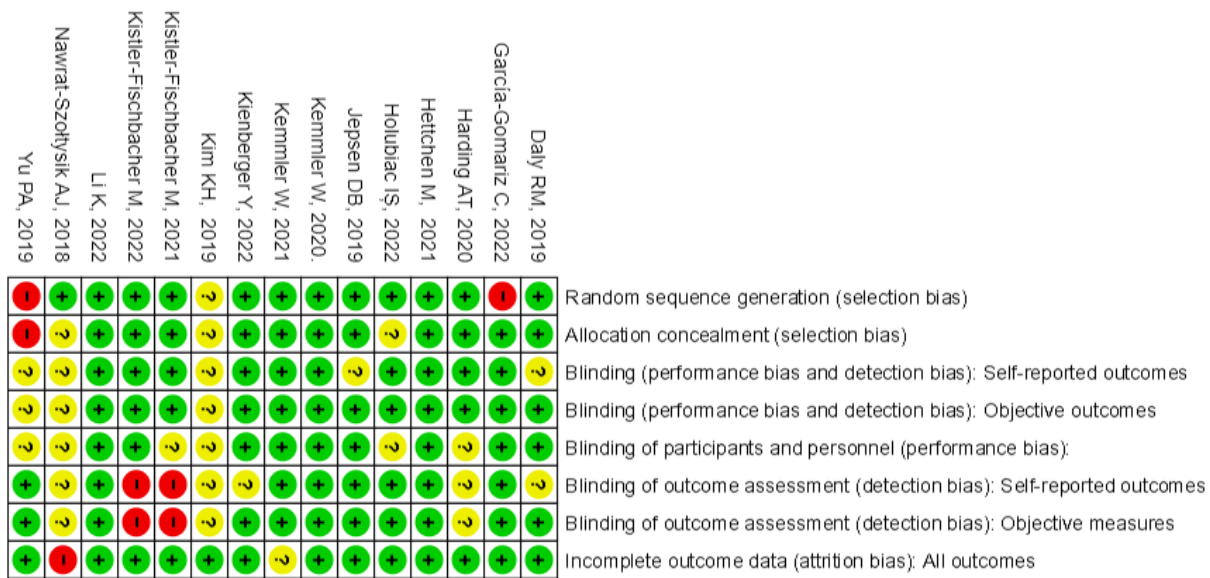 Yu PA, 2019
Nawrat-Szołtysik AJ, 2018
Li K, 2022
Kistler-Fischbacher M, 2022
Kistler-Fischbacher M, 2021
Kim KH, 2019
Kienberger Y, 2022
Kemmler W, 2021
Kemmler W, 2020.
Jepsen DB, 2019
Holubiac IȘ, 2022
Hettchen M, 2021
Harding AT, 2020
García-Gomariz C, 2022
Daly RM, 2019
- + + + + ? + + + + + + + - + Random sequence generation (selection bias)
- ? + + + ? + + + + ? + + + + Allocation concealment (selection bias)
? ? + + + ? + + + ? + + + + ? Blinding (performance bias and detection bias): Self-reported outcomes
? ? + + + ? + + + + + + + + + Blinding (performance bias and detection bias): Objective outcomes
? ? + + ? ? + + + + ? + ? + + Blinding of participants and personnel (performance bias):
+ ? + - - ? ? + + + + + ? + ? Blinding of outcome assessment (detection bias): Self-reported outcomes
+ ? + - - ? + + + + + + ? + + Blinding of outcome assessment (detection bias): Objective measures
+ - + + + + + ? + + + + + + + Incomplete outcome data (attrition bias): All outcomes